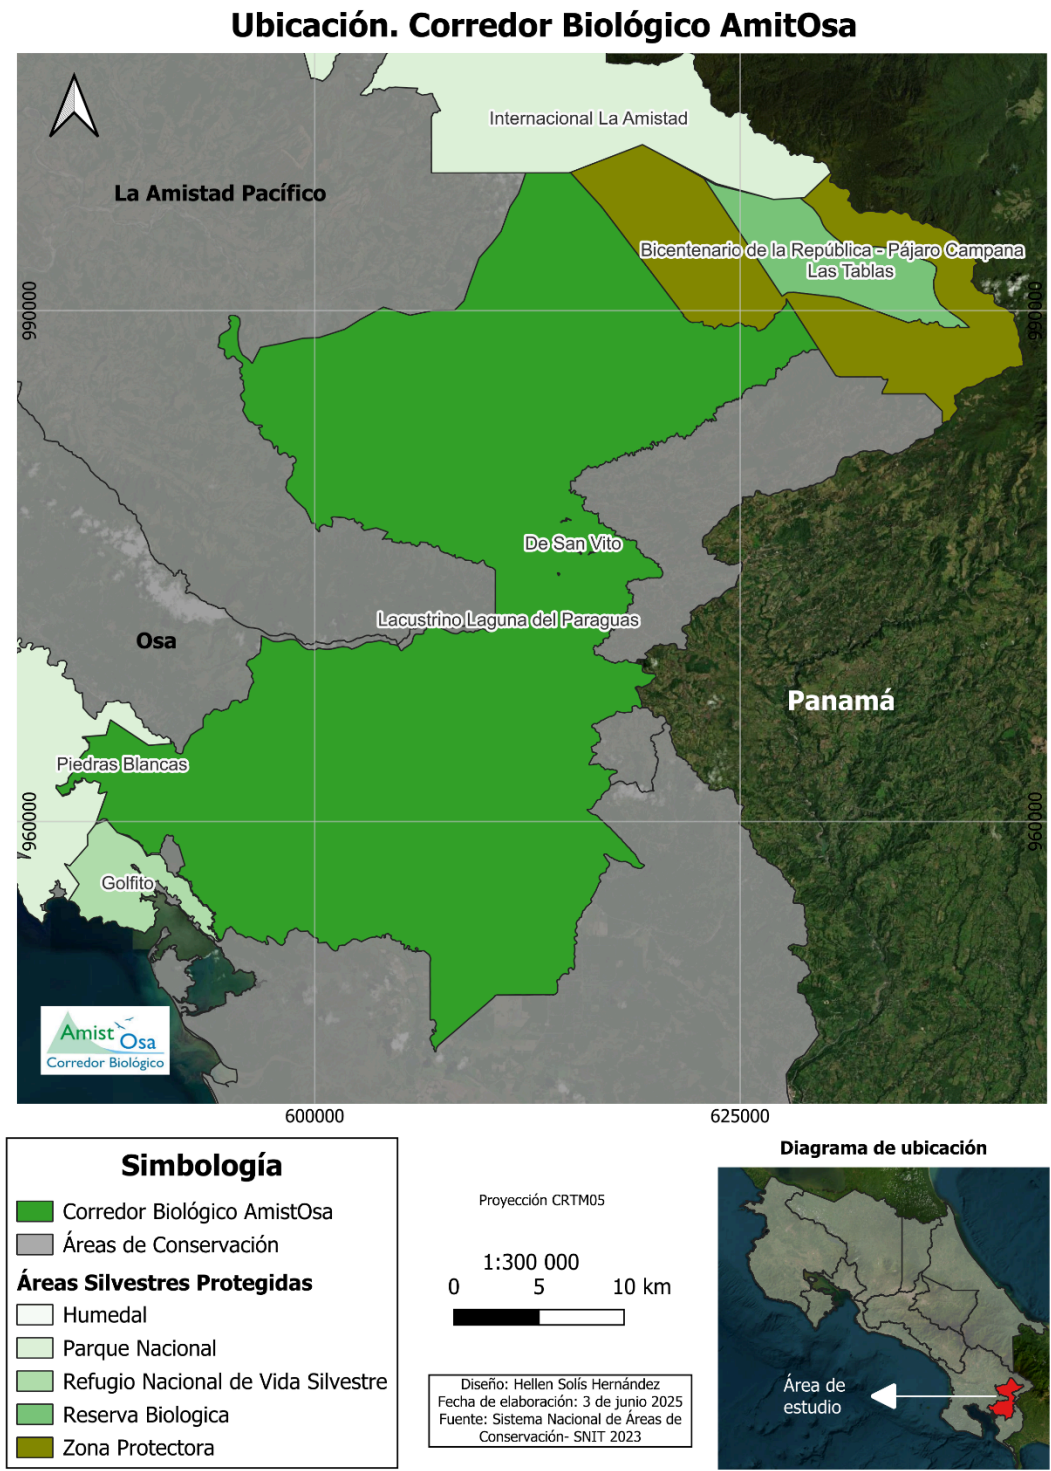 Ubicación. Corredor Biológico AmitOsa
Internacional La Amistad
La Amistad Pacífico
Bicentenario de la República - Pájaro Campana
Las Tablas
990000
990000
De San Vito
Lacustrino Laguna del Paraguas
Osa
Panamá
Piedras Blancas
960000
960000
Golfito
Amist Osa
Corredor Biológico
600000
625000
Simbología
Corredor Biológico AmistOsa
Áreas de Conservación
Áreas Silvestres Protegidas
Humedal
Parque Nacional
Refugio Nacional de Vida Silvestre
Reserva Biologica
Zona Protectora
Proyección CRTM05
1:300 000
0 5 10 km
Diseño: Hellen Solís Hernández
Fecha de elaboración: 3 de junio 2025
Fuente: Sistema Nacional de Áreas de
Conservación- SNIT 2023
Diagrama de ubicación
Área de
estudio